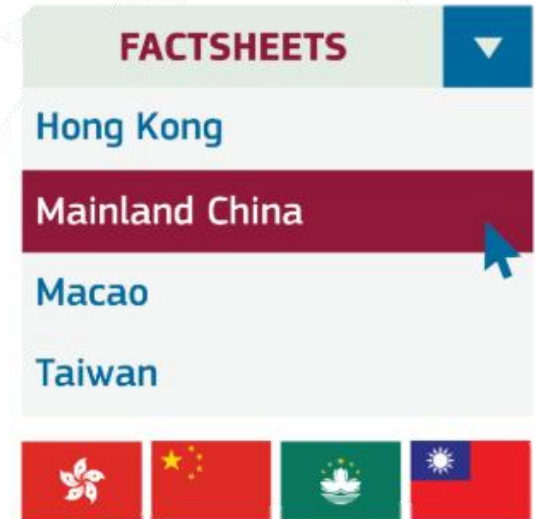 FACTSHEETS
Hong Kong
Mainland China
Macao
Taiwan